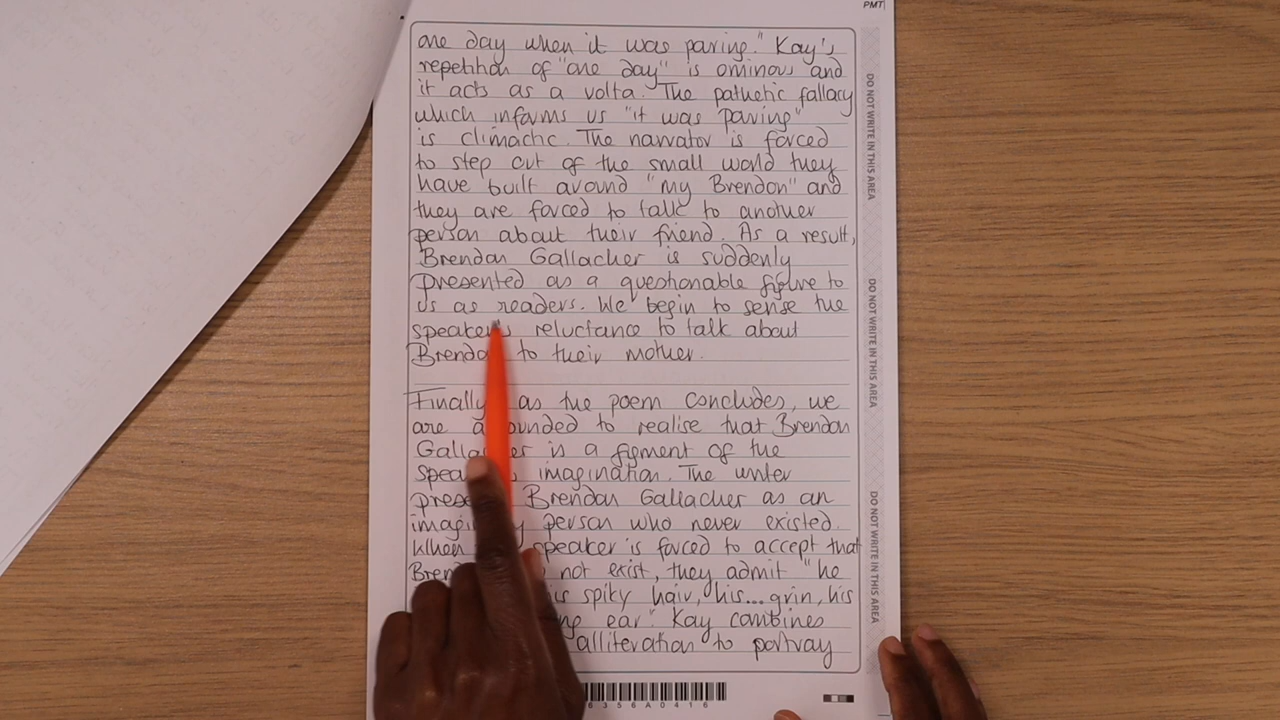 PMT
one day when it was paring." Kay's
repetition of "one day" is ominous and
it acts as a volta. The pathetic fallacy
which informs us "it was paring"
is climactic. The narrator is forced
to step out of the small world they
have built around "my Brendon" and
they are forced to talk to another
person about their friend. As a result,
Brendan Gallacher is suddenly
presented as a questionable figure to
us as readers. We begin to sense the
speaker's reluctance to talk about
Brendan to their mother.
Finally as the poem concludes, we
are to realise that Brendan
is a figment of the
imagination. The writer
Brendan Gallacher as an
person who never existed.
When speaker is forced to accept that
not exist, they admit "he
spiky hair, his...grin, his
ear". Kay combines
alliteration to portray
DO NOT WRITE IN THIS AREA
DO NOT WRITE IN THIS AREA
DO NOT WRITE IN THIS AREA
6356A0416